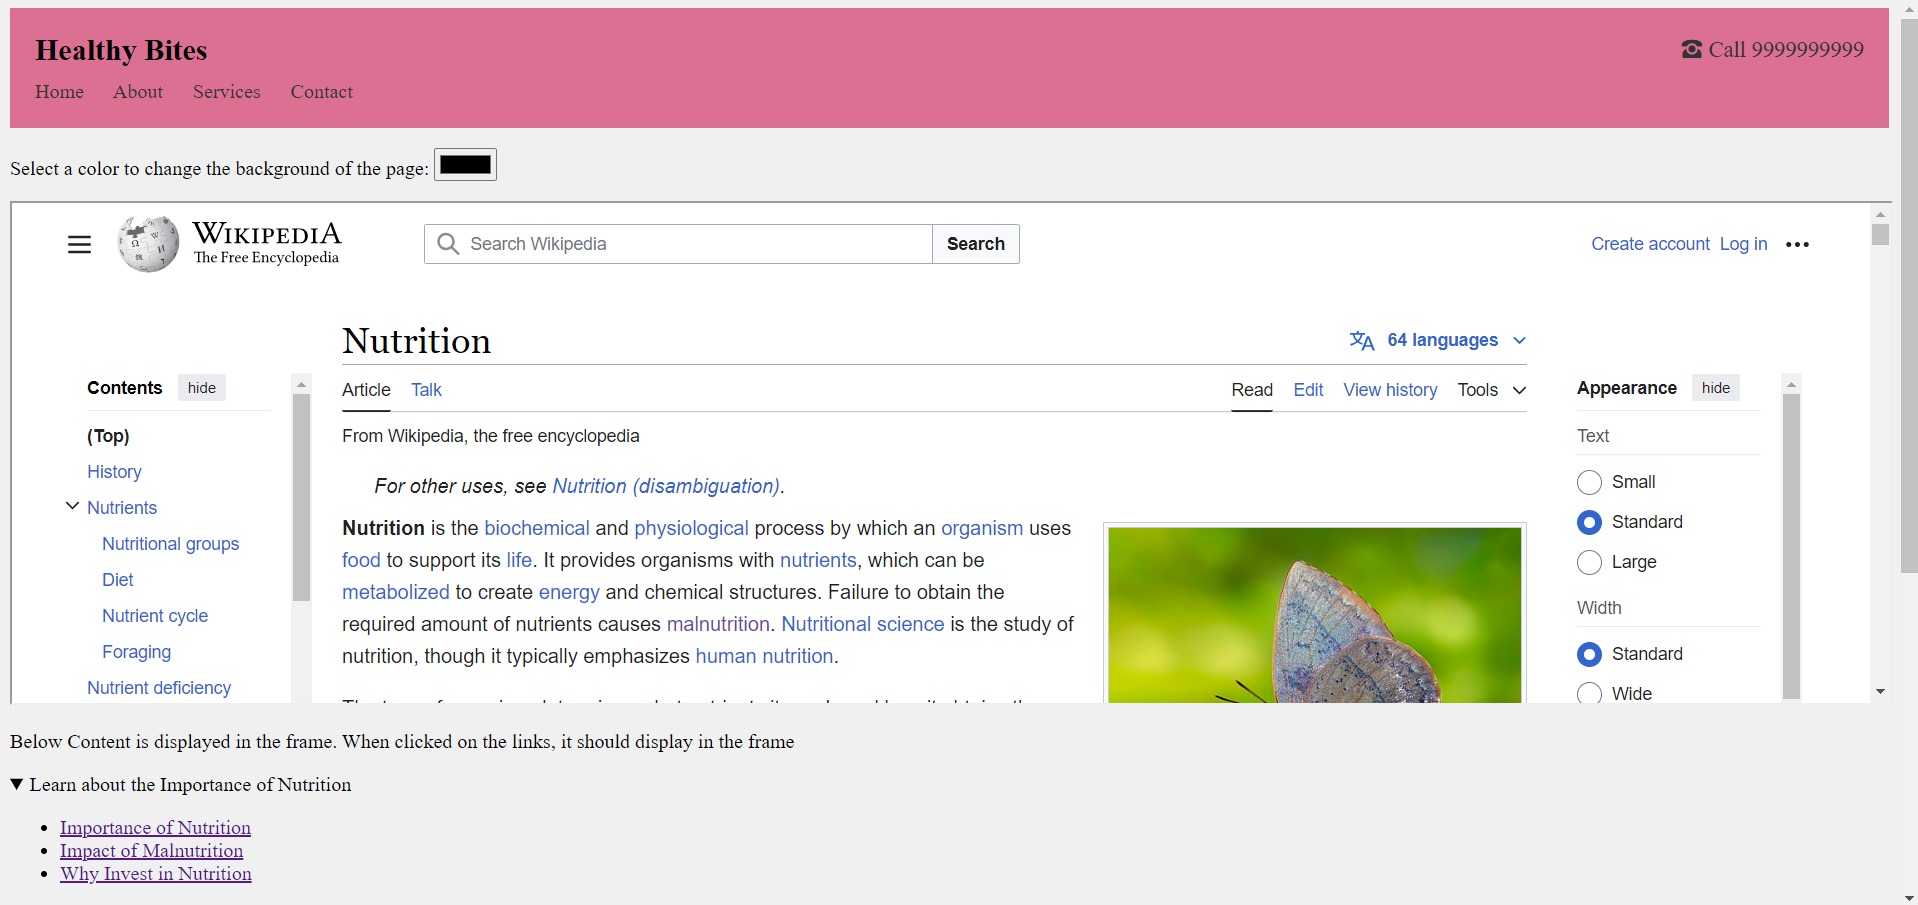 Healthy Bites
☎ Call 9999999999
Home About Services Contact
Select a color to change the background of the page:
WIKIPEDIA
The Free Encyclopedia
Search Wikipedia
Search
Create account Log in
Nutrition
64 languages
Contents hide
(Top)
History
Nutrients
Nutritional groups
Diet
Nutrient cycle
Foraging
Nutrient deficiency
Article Talk
Read Edit View history Tools
From Wikipedia, the free encyclopedia
For other uses, see Nutrition (disambiguation).
Nutrition is the biochemical and physiological process by which an organism uses
food to support its life. It provides organisms with nutrients, which can be
metabolized to create energy and chemical structures. Failure to obtain the
required amount of nutrients causes malnutrition. Nutritional science is the study of
nutrition, though it typically emphasizes human nutrition.
Appearance hide
Text
Small
Standard
Large
Width
Standard
Wide
Below Content is displayed in the frame. When clicked on the links, it should display in the frame
Learn about the Importance of Nutrition
Importance of Nutrition
Impact of Malnutrition
Why Invest in Nutrition